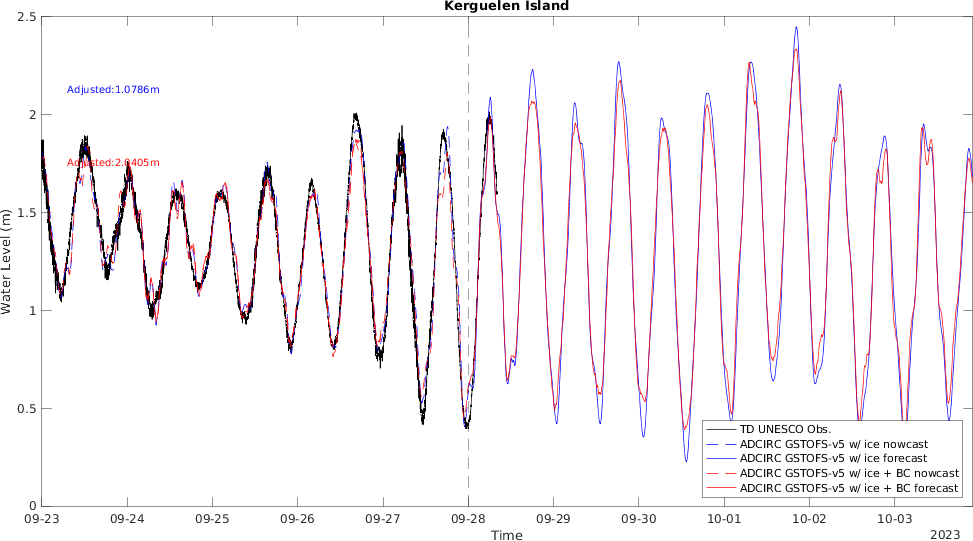 Kerguelen Island
2.5
Adjusted:1.0786m
2
Adjusted:2.0405m
1.5
Water Level (m)
1
0.5
TD UNESCO Obs.
ADCIRC GSTOFS-v5 w/ ice nowcast
ADCIRC GSTOFS-v5 w/ ice forecast
ADCIRC GSTOFS-v5 w/ ice + BC nowcast
ADCIRC GSTOFS-v5 w/ ice + BC forecast
0
09-23 09-24 09-25 09-26 09-27 09-28 09-29 09-30 10-01 10-02 10-03
Time
2023